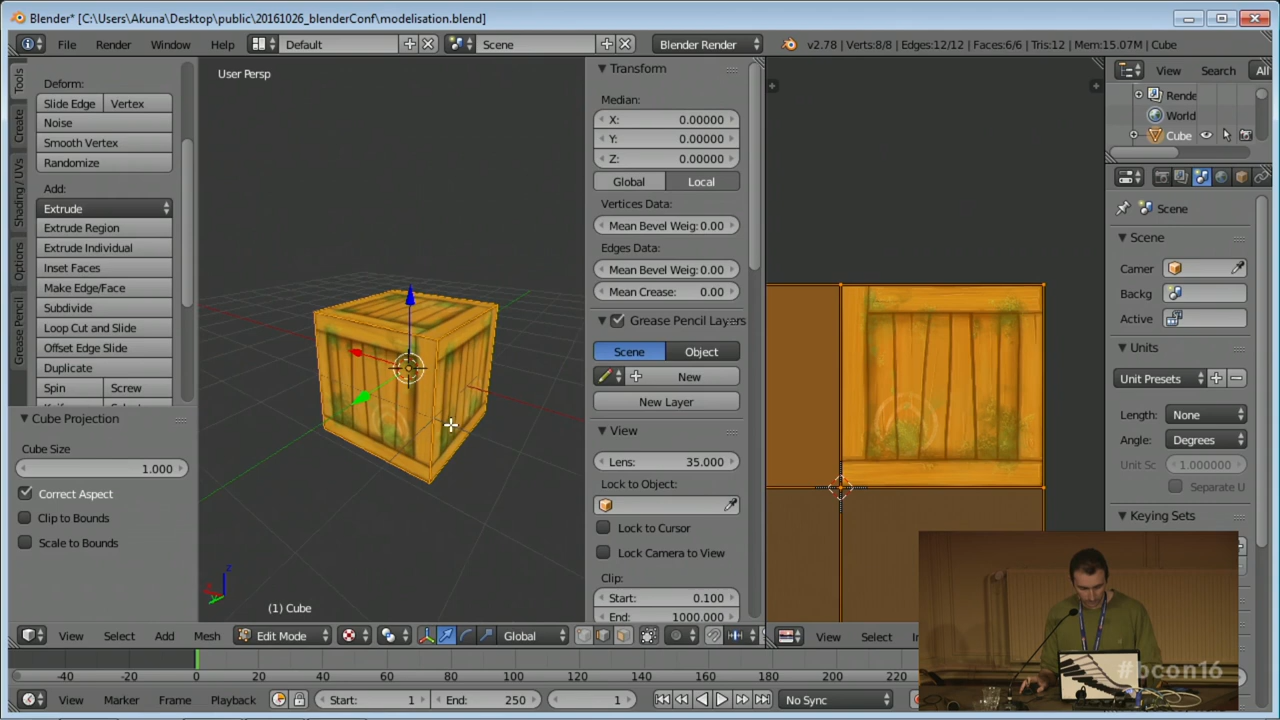 Blender* [C:\Users\Akuna\Desktop\public\20161026_blenderConf\modelisation.blend]
File Render Window Help Default Scene Blender Render v2.78 | Verts:8/8 | Edges:12/12 | Faces:6/6 | Tris:12 | Mem:15.07M | Cube
Tools
Create
Shading / UVs
Options
Grease Pencil
Deform:
Slide Edge Vertex
Noise
Smooth Vertex
Randomize
Add:
Extrude
Extrude Region
Extrude Individual
Inset Faces
Make Edge/Face
Subdivide
Loop Cut and Slide
Offset Edge Slide
Duplicate
Spin Screw
Cube Projection
Cube Size
1.000
Correct Aspect
Clip to Bounds
Scale to Bounds
User Persp
z
(1) Cube
Transform
Median:
X: 0.00000
Y: 0.00000
Z: 0.00000
Global Local
Vertices Data:
Mean Bevel Weig: 0.00
Edges Data:
Mean Bevel Weig: 0.00
Mean Crease: 0.00
Grease Pencil Layers
Scene Object
New
New Layer
View
Lens: 35.000
Lock to Object:
Lock to Cursor
Lock Camera to View
Clip:
Start: 0.100
End: 1000.000
View Search All
Rende
World
Cube
Scene
Scene
Camer
Backg
Active
Units
Unit Presets
Length: None
Angle: Degrees
Unit Sc 1.000000
Separate U
Keying Sets
View Select Add Mesh Edit Mode Global
View Select
-40 -20 0 20 40 60 80 100 120 140 160 180 200 220
View Marker Frame Playback Start: 1 End: 250 1 No Sync
#bcon16